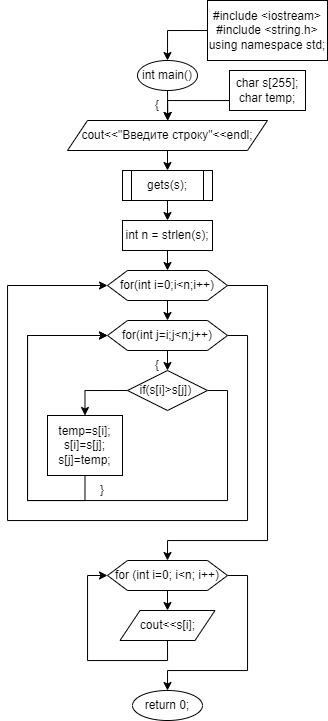 #include <iostream>
#include <string.h>
using namespace std;
int main()
{
char s[255];
char temp;
cout<<"Введите строку"<<endl;
gets(s);
int n = strlen(s);
for(int i=0;i<n;i++)
for(int j=i;j<n;j++)
{
if(s[i]>s[j])
temp=s[i];
s[i]=s[j];
s[j]=temp;
}
for (int i=0; i<n; i++)
cout<<s[i];
return 0;